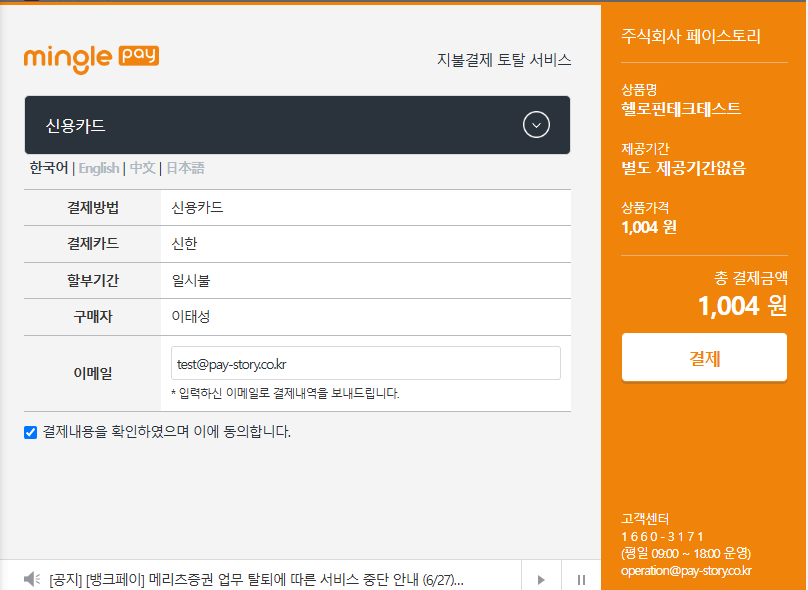 mingle pay
지불결제 토탈 서비스
신용카드
한국어 | English | 中文 | 日本語
결제방법 신용카드
결제카드 신한
할부기간 일시불
구매자 이태성
이메일 test@pay-story.co.kr
* 입력하신 이메일로 결제내역을 보내드립니다.
결제내용을 확인하였으며 이에 동의합니다.
[공지] [뱅크페이] 메리츠증권 업무 탈퇴에 따른 서비스 중단 안내 (6/27)...
주식회사 페이스토리
상품명
헬로핀테크테스트
제공기간
별도 제공기간없음
상품가격
1,004 원
총 결제금액
1,004 원
결제
고객센터
1660-3171
(평일 09:00 ~ 18:00 운영)
operation@pay-story.co.kr